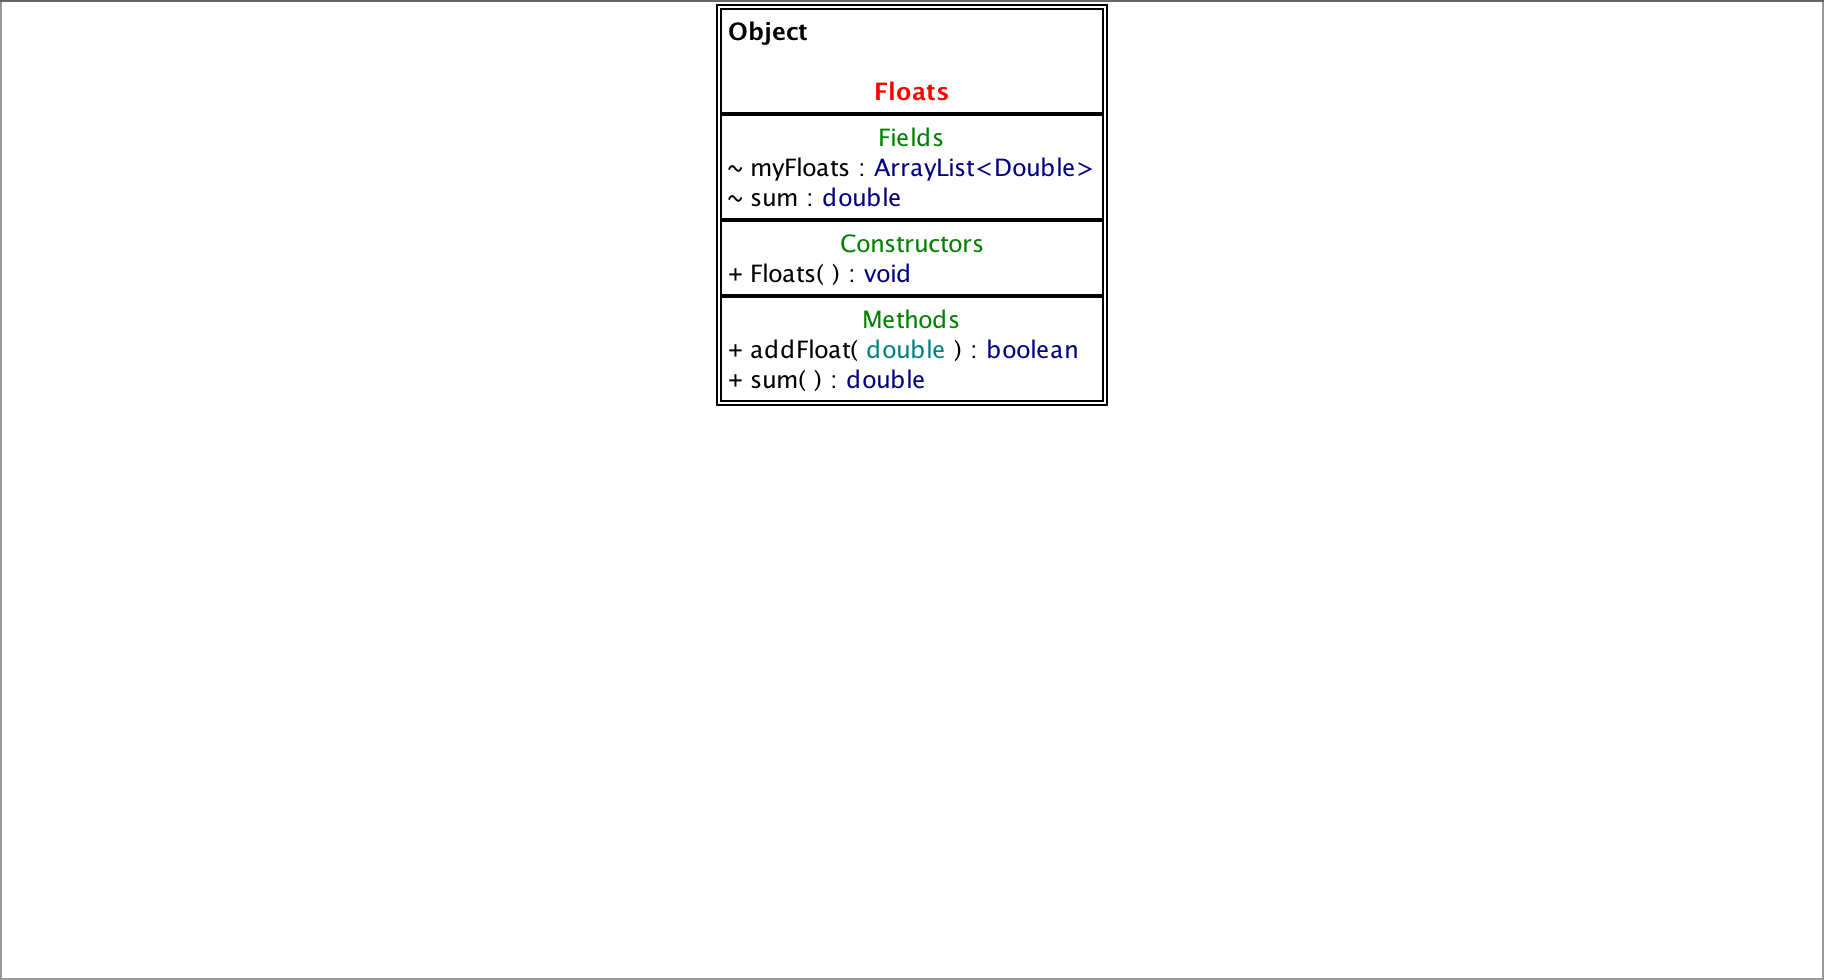 Object
Floats
Fields
~ myFloats : ArrayList<Double>
~ sum : double
Constructors
+ Floats( ) : void
Methods
+ addFloat( double ) : boolean
+ sum( ) : double